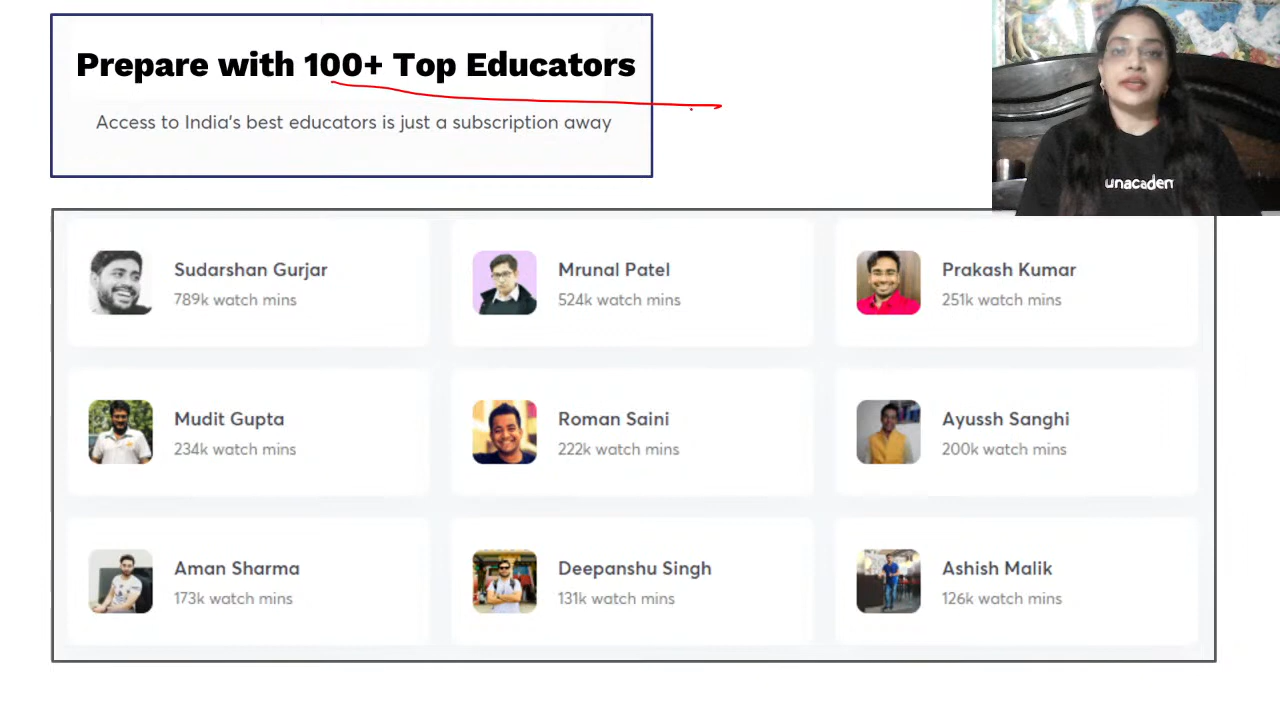 Prepare with 100+ Top Educators
Access to India's best educators is just a subscription away
unacadem
Sudarshan Gurjar
789k watch mins
Mrunal Patel
524k watch mins
Prakash Kumar
251k watch mins
Mudit Gupta
234k watch mins
Roman Saini
222k watch mins
Ayussh Sanghi
200k watch mins
Aman Sharma
173k watch mins
Deepanshu Singh
131k watch mins
Ashish Malik
126k watch mins